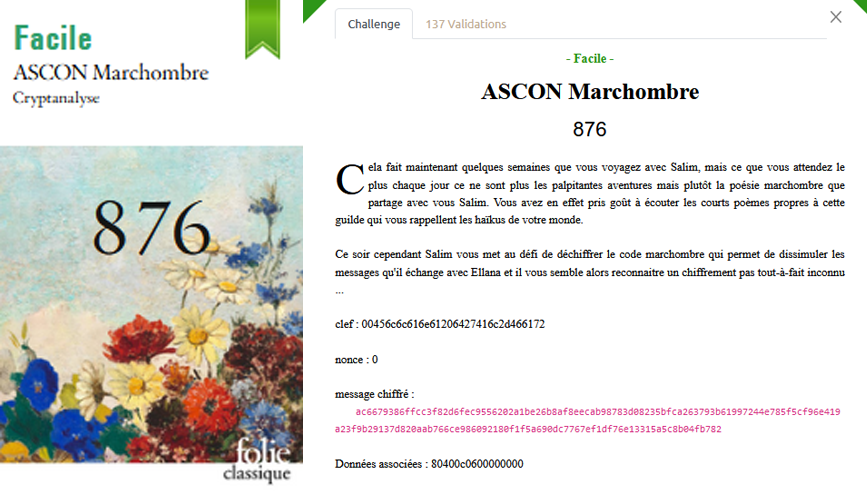 Facile
ASCON Marchombre
Cryptanalyse
876
folio
classique
Challenge
137 Validations
- Facile -
ASCON Marchombre
876
Cela fait maintenant quelques semaines que vous voyagez avec Salim, mais ce que vous attendez le
plus chaque jour ce ne sont plus les palpitantes aventures mais plutôt la poésie marchombre que
partage avec vous Salim. Vous avez en effet pris goût à écouter les courts poèmes propres à cette
guilde qui vous rappellent les haïkus de votre monde.
Ce soir cependant Salim vous met au défi de déchiffrer le code marchombre qui permet de dissimuler les
messages qu'il échange avec Ellana et il vous semble alors reconnaitre un chiffrement pas tout-à-fait inconnu
...
clef : 00456c6c616e61206427416c2d466172
nonce : 0
message chiffré :
ac6679386ffcc3f82d6fec9556202a1be26b8af8eecab98783d08235bfca263793b61997244e785f5cf96e419
a23f9b29137d820aab766ce986092180f1f5a690dc7767ef1df76e13315a5c8b04fb782
Données associées : 80400c0600000000